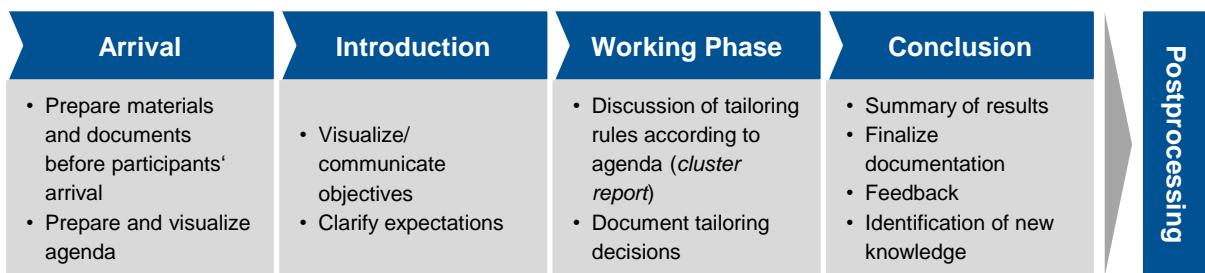 Arrival
• Prepare materials
and documents
before participants‘
arrival
• Prepare and visualize
agenda
Introduction
• Visualize/
communicate
objectives
• Clarify expectations
Working Phase
• Discussion of tailoring
rules according to
agenda (cluster
report)
• Document tailoring
decisions
Conclusion
• Summary of results
• Finalize
documentation
• Feedback
• Identification of new
knowledge
Postprocessing